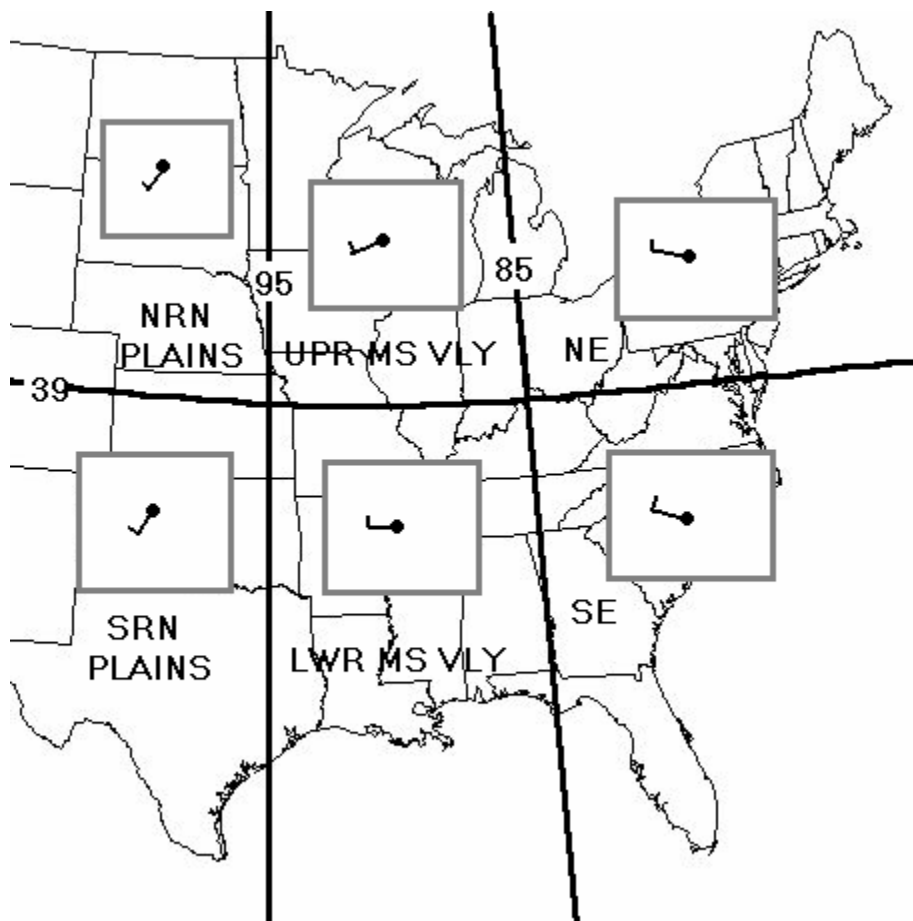 95
85
NRN
PLAINS
UPR MS VLY
NE
39
SRN
PLAINS
LWR MS VLY
SE